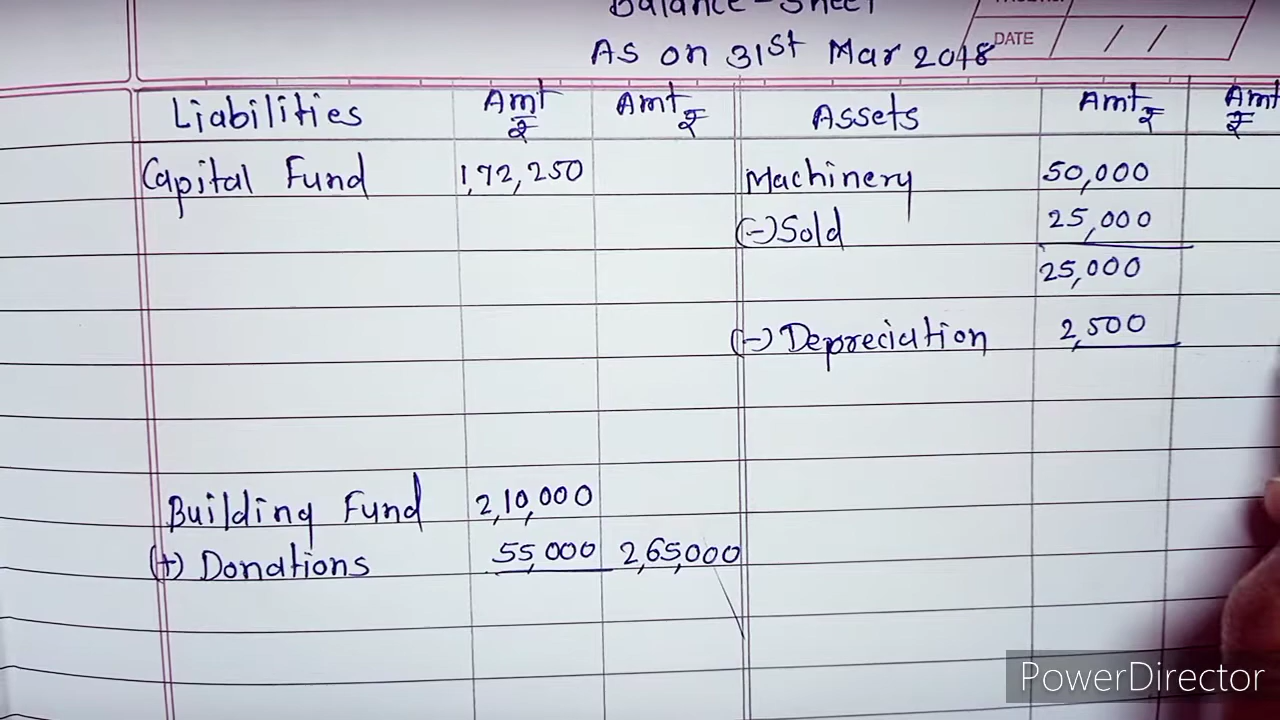 Balance-Sheet
As on 31st Mar 2018
DATE / /
Liabilities Amt ₹ Amt ₹ Assets Amt ₹ Amt ₹
Capital Fund 1,72,250 Machinery 50,000
(-) Sold 25,000
25,000
(-) Depreciation 2,500
Building Fund 2,10,000
(+) Donations 55,000 2,65,000
PowerDirector